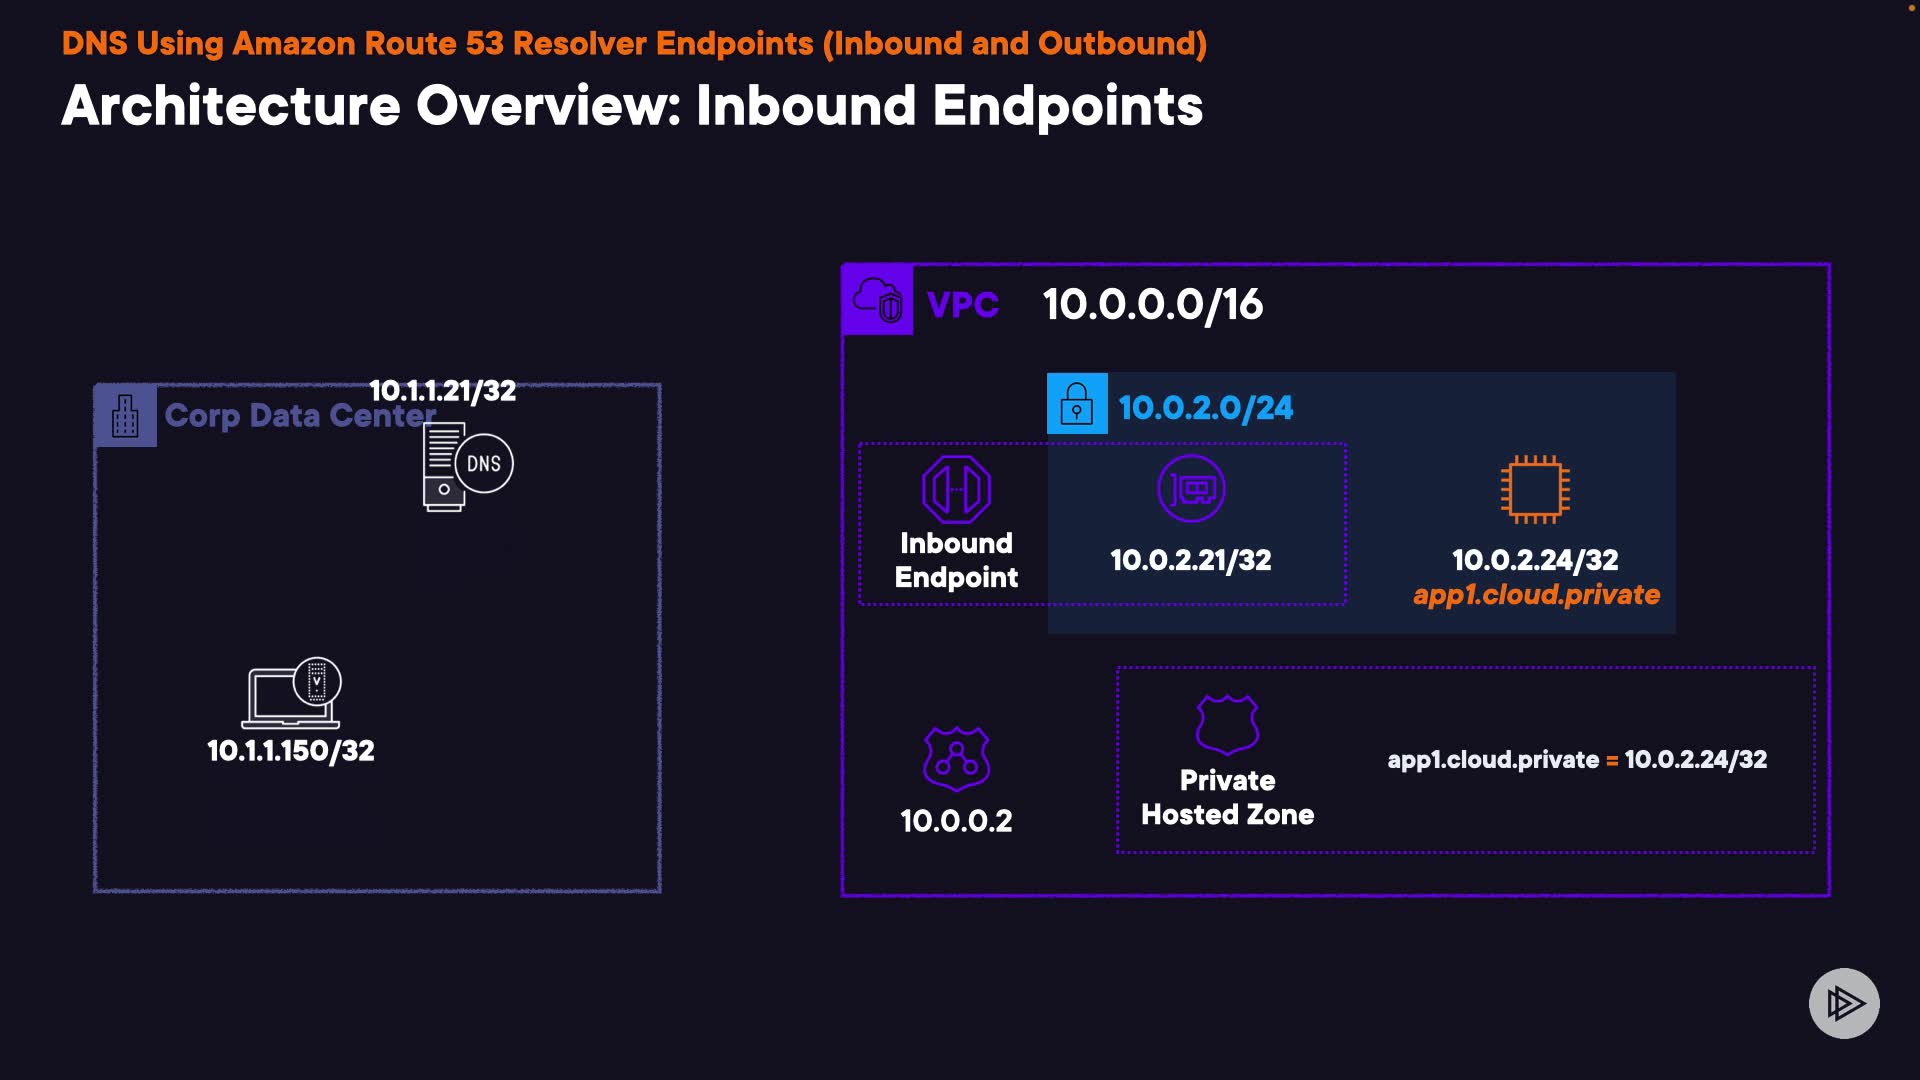 DNS Using Amazon Route 53 Resolver Endpoints (Inbound and Outbound)
Architecture Overview: Inbound Endpoints
VPC 10.0.0.0/16
10.1.1.21/32
Corp Data Center
DNS
10.1.1.150/32
V
10.0.2.0/24
Inbound
Endpoint
10.0.2.21/32
10.0.2.24/32
app1.cloud.private
10.0.0.2
Private
Hosted Zone
app1.cloud.private = 10.0.2.24/32